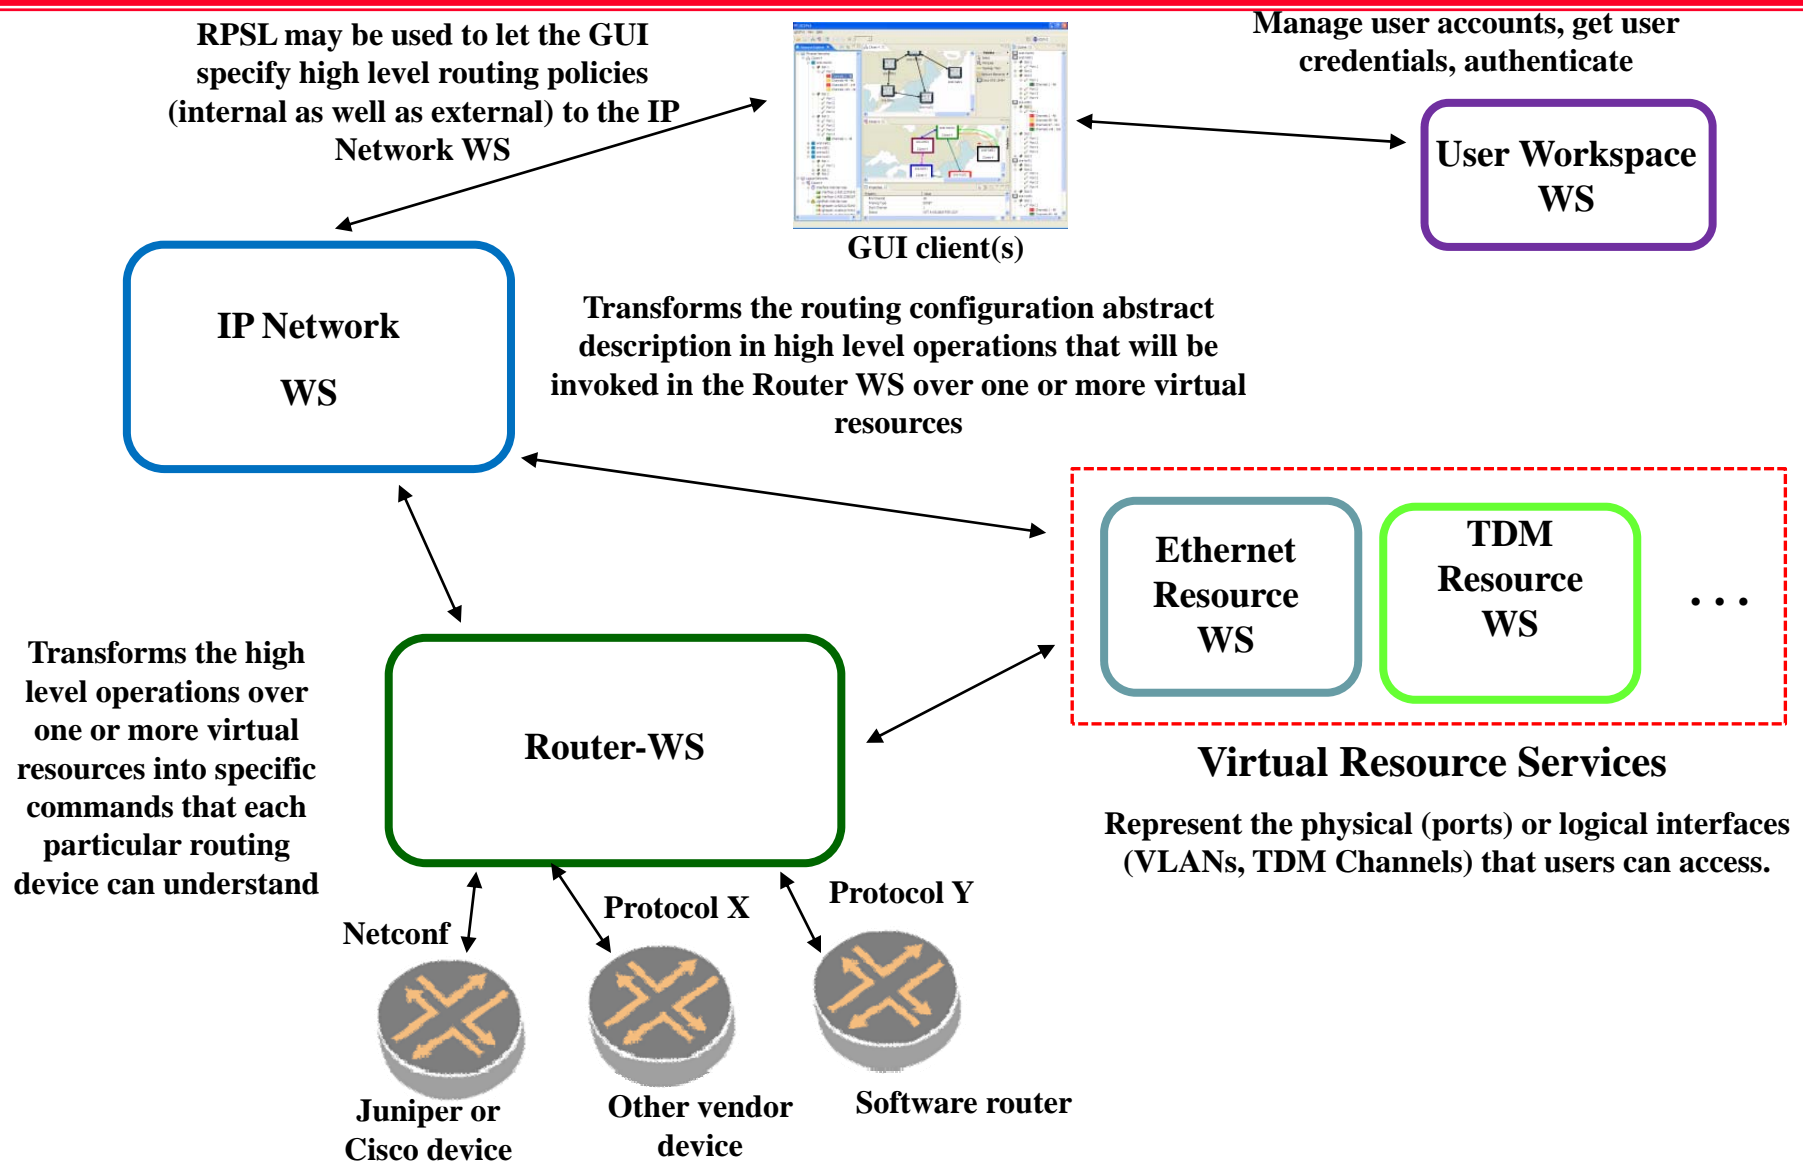 RPSL may be used to let the GUI
specify high level routing policies
(internal as well as external) to the IP
Network WS
Manage user accounts, get user
credentials, authenticate
User Workspace
WS
GUI client(s)
IP Network
WS
Transforms the routing configuration abstract
description in high level operations that will be
invoked in the Router WS over one or more virtual
resources
Ethernet
Resource
WS
TDM
Resource
WS
. . .
Virtual Resource Services
Represent the physical (ports) or logical interfaces
(VLANs, TDM Channels) that users can access.
Transforms the high
level operations over
one or more virtual
resources into specific
commands that each
particular routing
device can understand
Router-WS
Netconf
Protocol X
Protocol Y
Juniper or
Cisco device
Other vendor
device
Software router